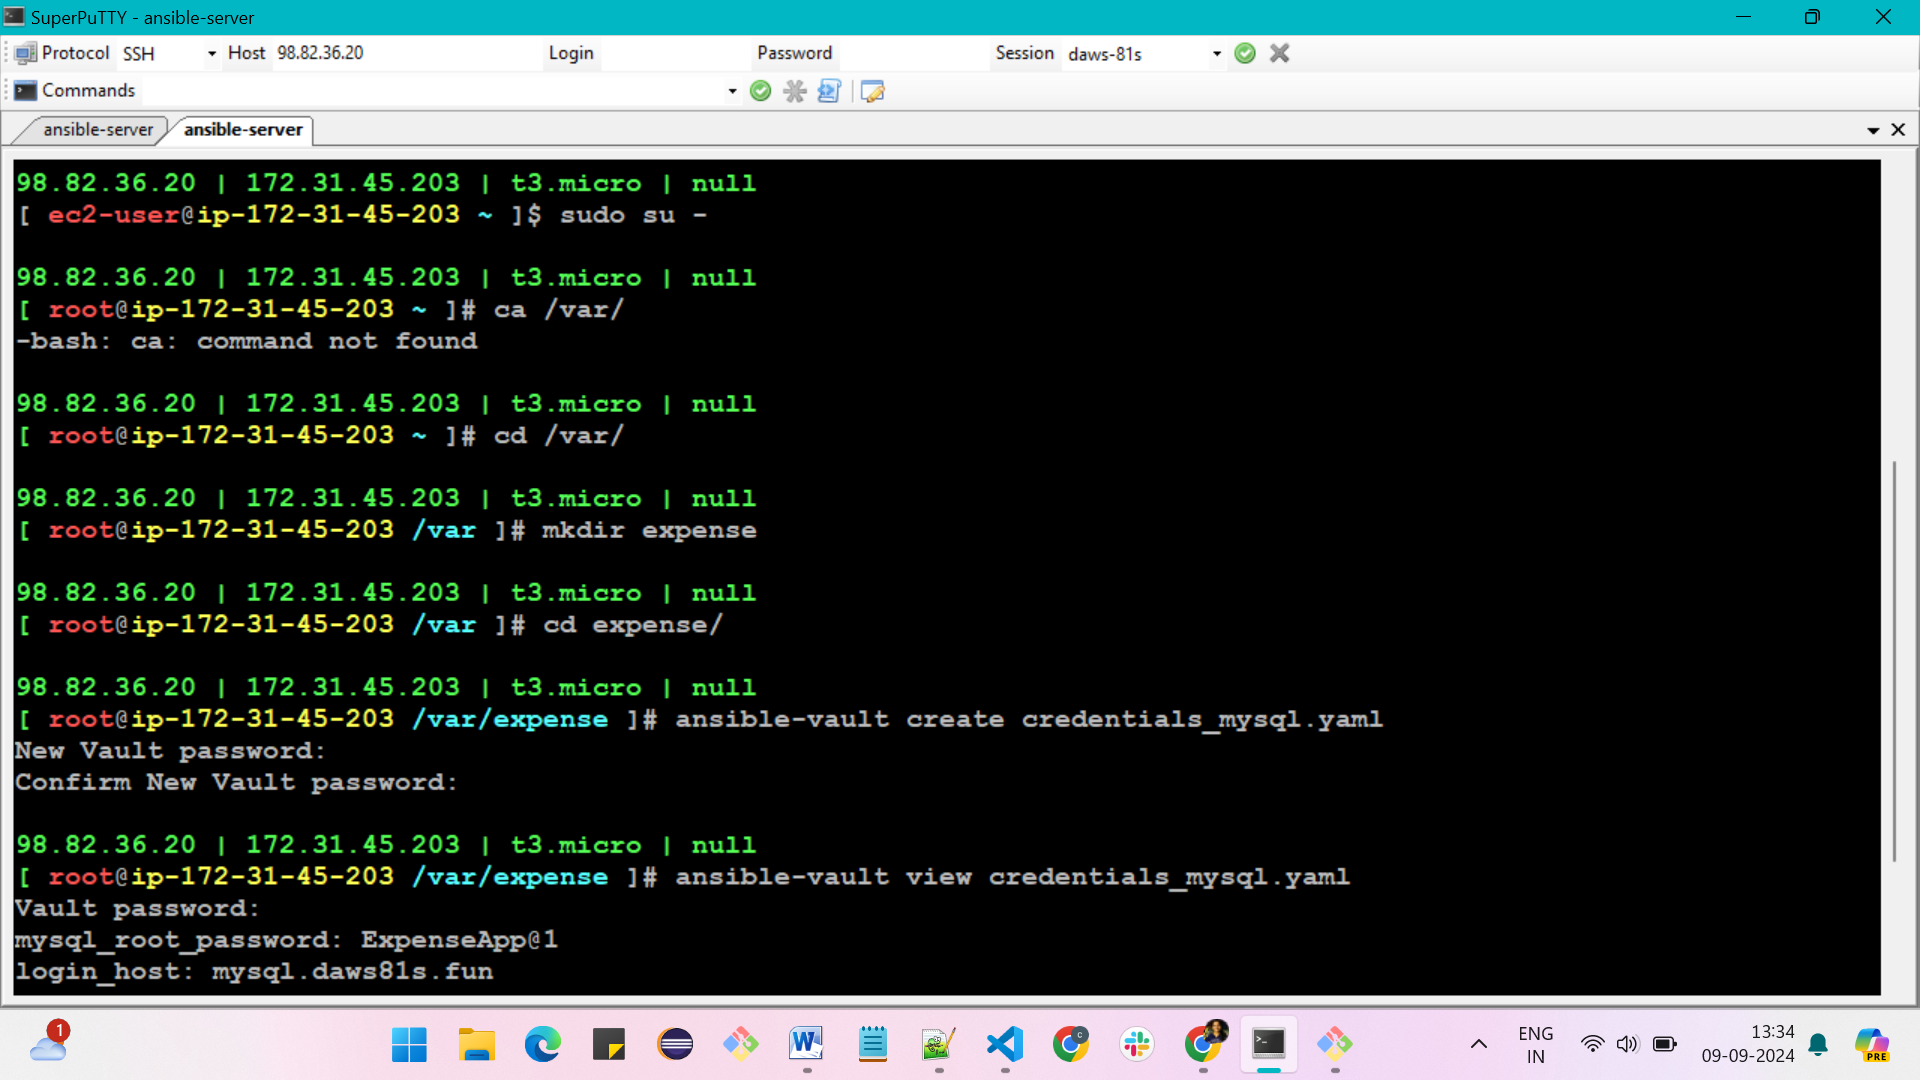 SuperPuTTY - ansible-server
Protocol SSH Host 98.82.36.20 Login Password Session daws-81s
Commands
ansible-server ansible-server
98.82.36.20 | 172.31.45.203 | t3.micro | null
[ ec2-user@ip-172-31-45-203 ~ ]$ sudo su -
98.82.36.20 | 172.31.45.203 | t3.micro | null
[ root@ip-172-31-45-203 ~ ]# ca /var/
-bash: ca: command not found
98.82.36.20 | 172.31.45.203 | t3.micro | null
[ root@ip-172-31-45-203 ~ ]# cd /var/
98.82.36.20 | 172.31.45.203 | t3.micro | null
[ root@ip-172-31-45-203 /var ]# mkdir expense
98.82.36.20 | 172.31.45.203 | t3.micro | null
[ root@ip-172-31-45-203 /var ]# cd expense/
98.82.36.20 | 172.31.45.203 | t3.micro | null
[ root@ip-172-31-45-203 /var/expense ]# ansible-vault create credentials_mysql.yaml
New Vault password:
Confirm New Vault password:
98.82.36.20 | 172.31.45.203 | t3.micro | null
[ root@ip-172-31-45-203 /var/expense ]# ansible-vault view credentials_mysql.yaml
Vault password:
mysql_root_password: ExpenseApp@1
login_host: mysql.daws81s.fun
1
ENG
IN
13:34
09-09-2024
PRE